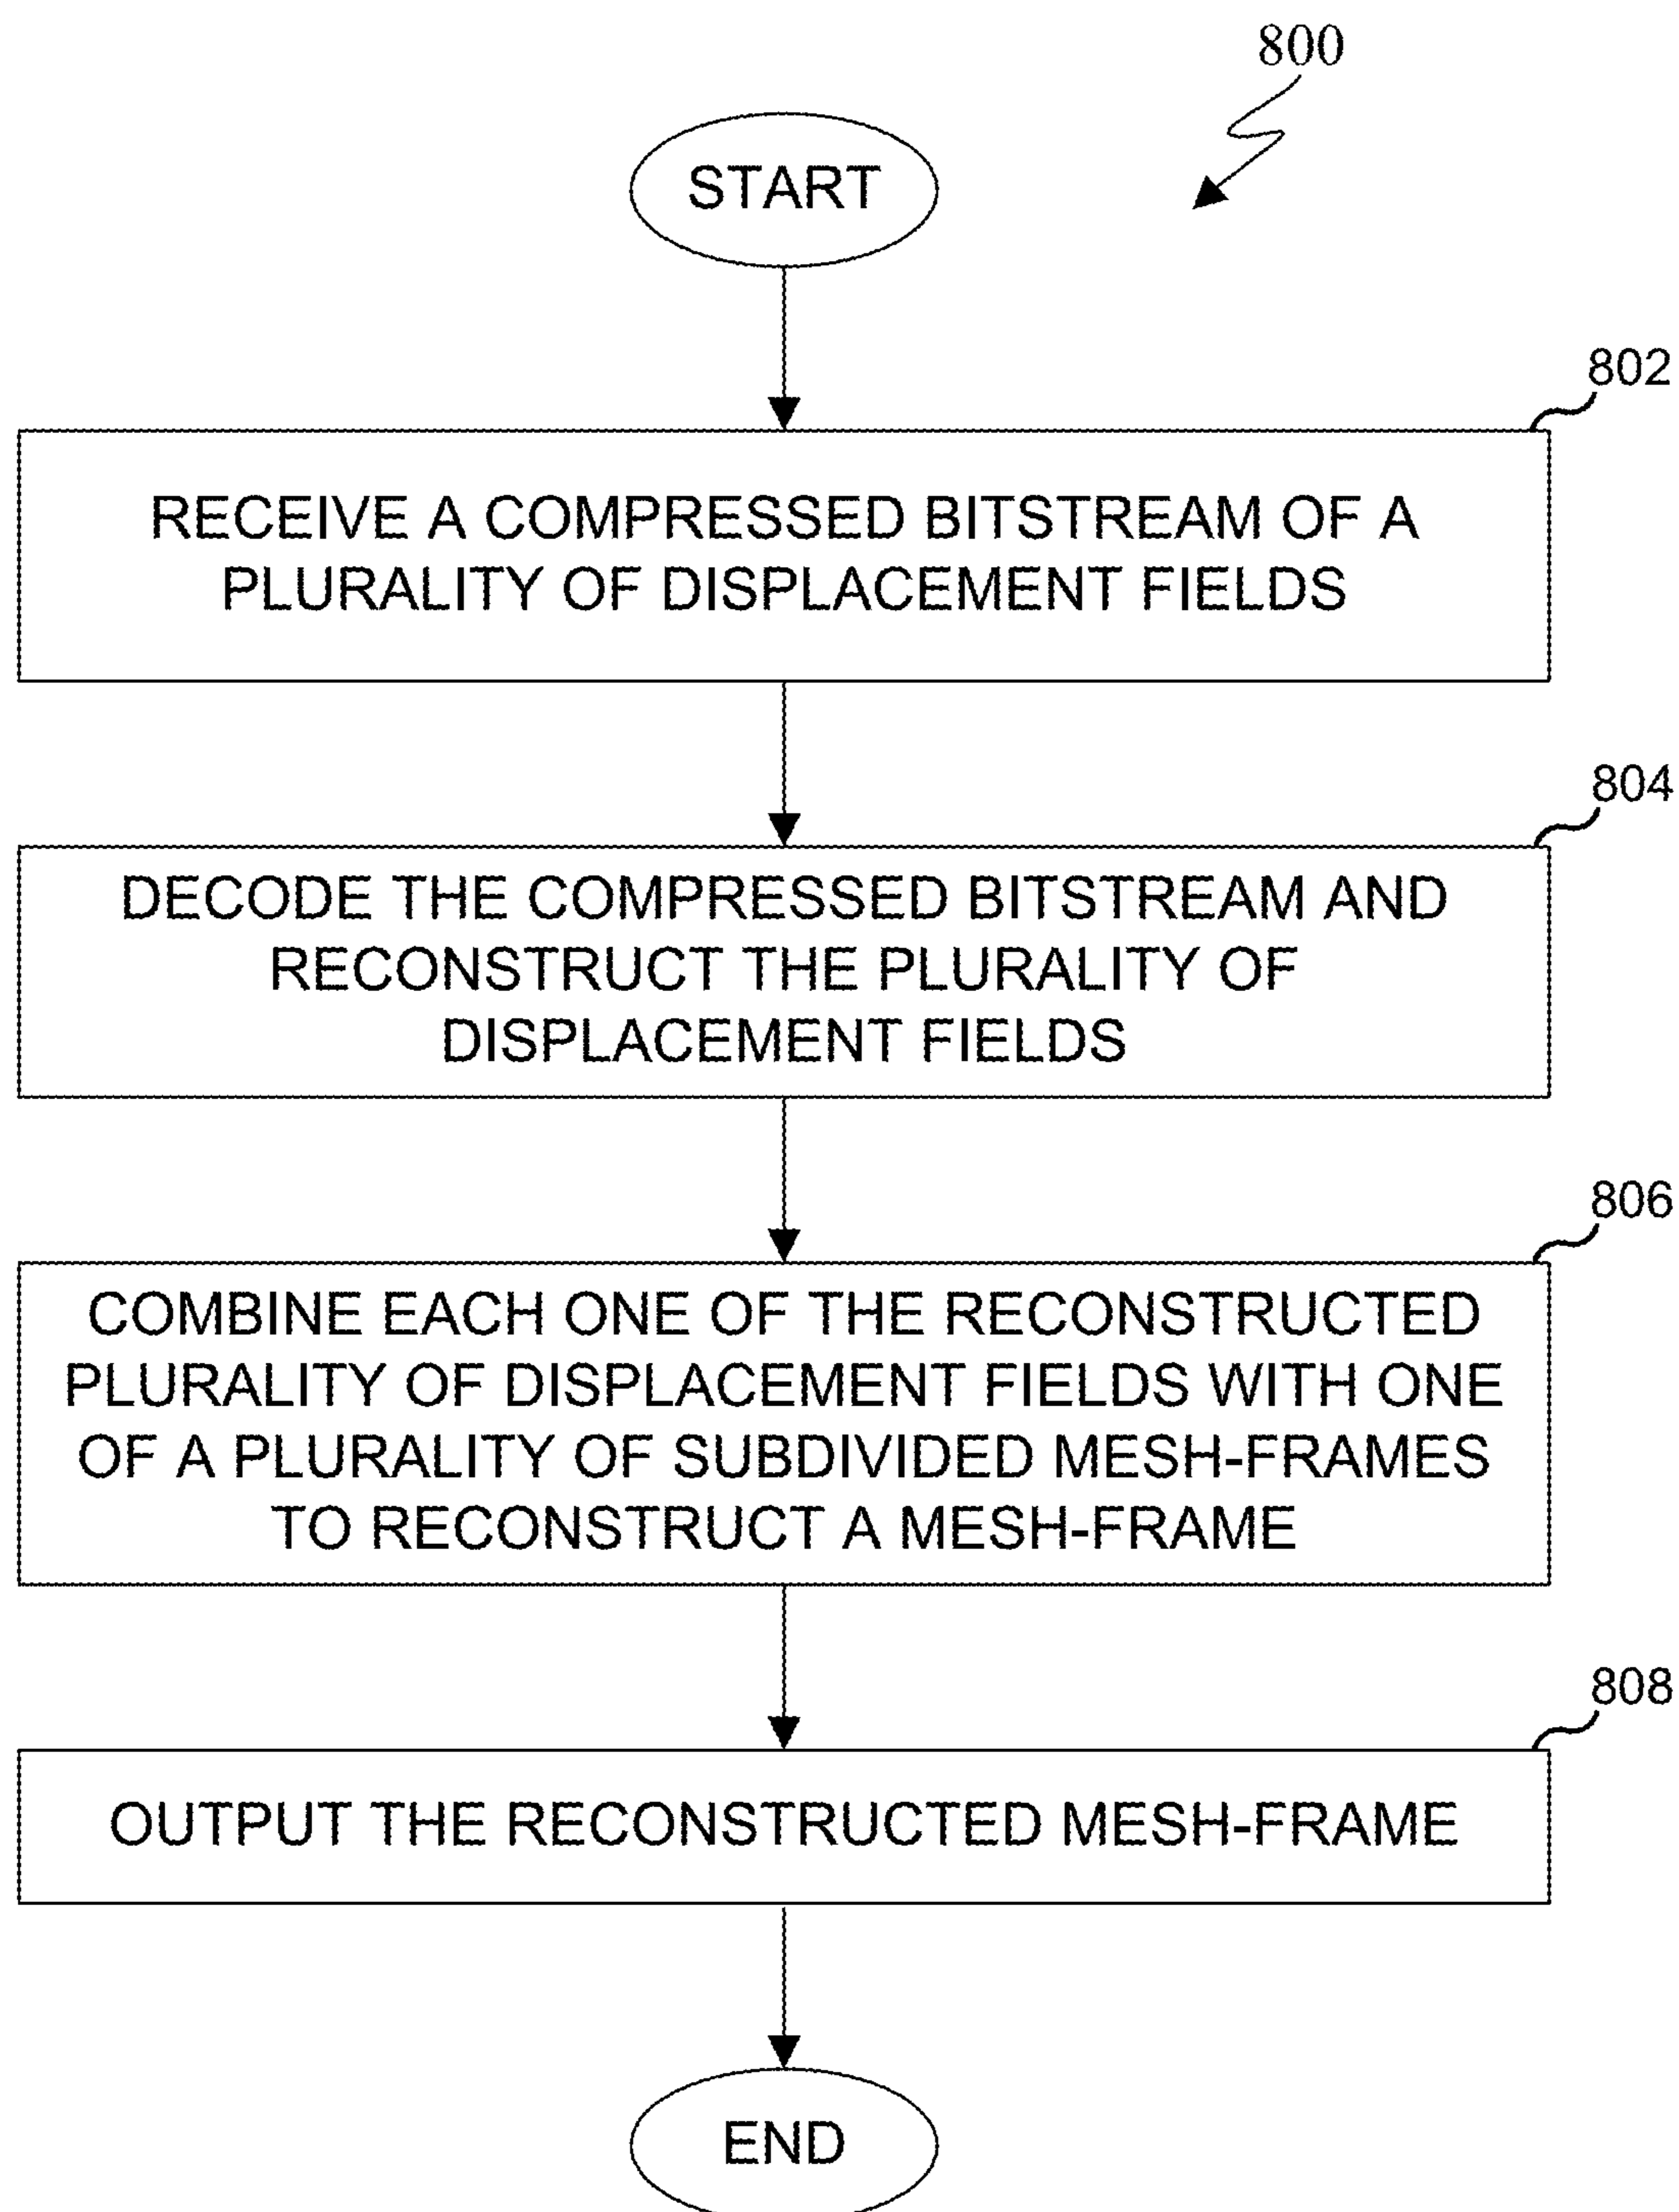 800
START
802
RECEIVE A COMPRESSED BITSTREAM OF A
PLURALITY OF DISPLACEMENT FIELDS
804
DECODE THE COMPRESSED BITSTREAM AND
RECONSTRUCT THE PLURALITY OF
DISPLACEMENT FIELDS
806
COMBINE EACH ONE OF THE RECONSTRUCTED
PLURALITY OF DISPLACEMENT FIELDS WITH ONE
OF A PLURALITY OF SUBDIVIDED MESH-FRAMES
TO RECONSTRUCT A MESH-FRAME
808
OUTPUT THE RECONSTRUCTED MESH-FRAME
END